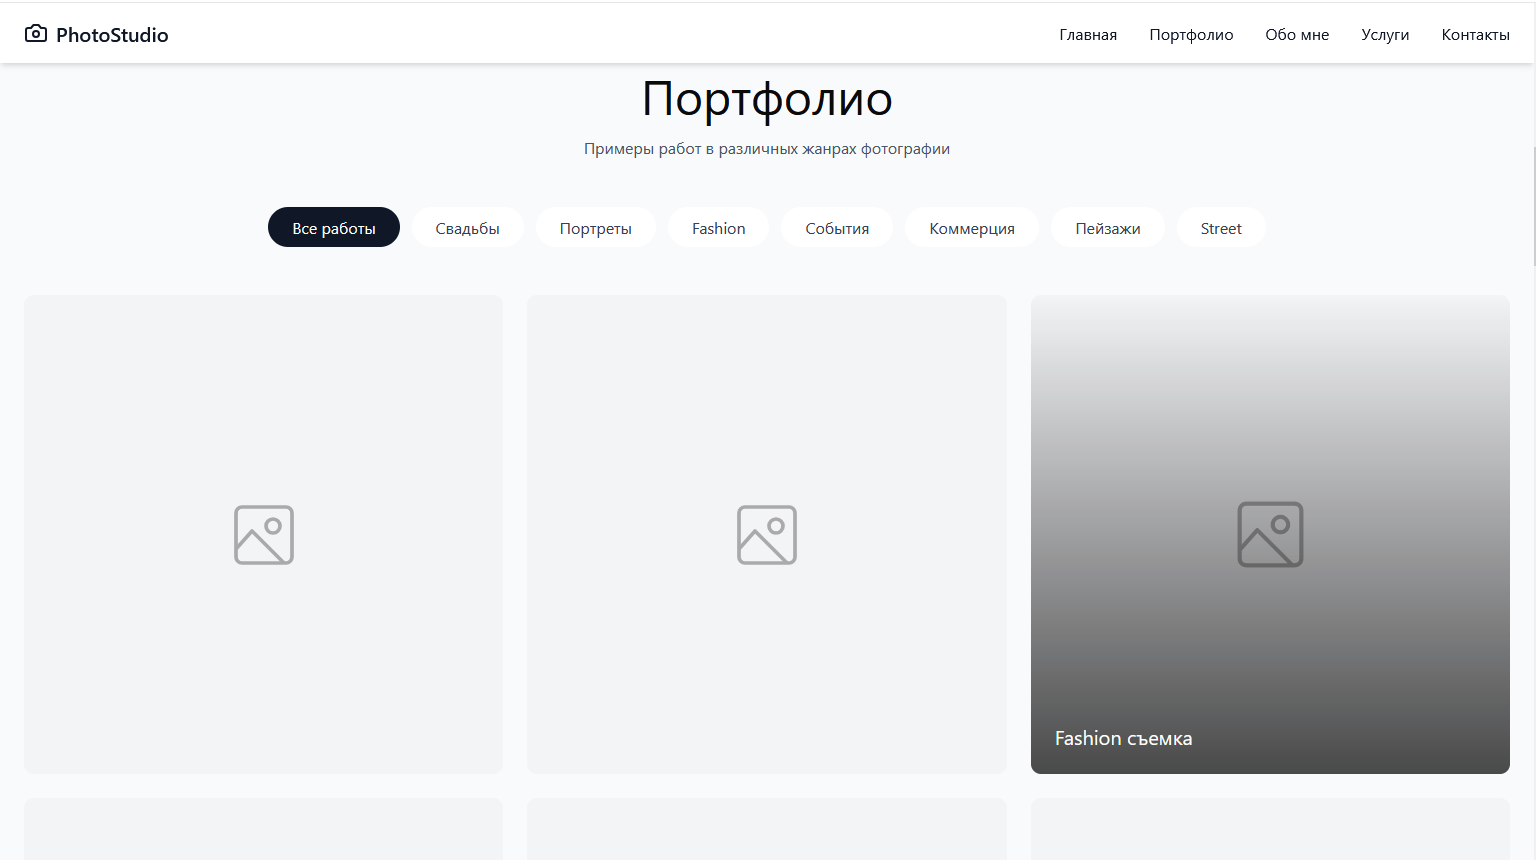 PhotoStudio
Главная Портфолио Обо мне Услуги Контакты
Портфолио
Примеры работ в различных жанрах фотографии
Все работы Свадьбы Портреты Fashion События Коммерция Пейзажи Street
Fashion съемка